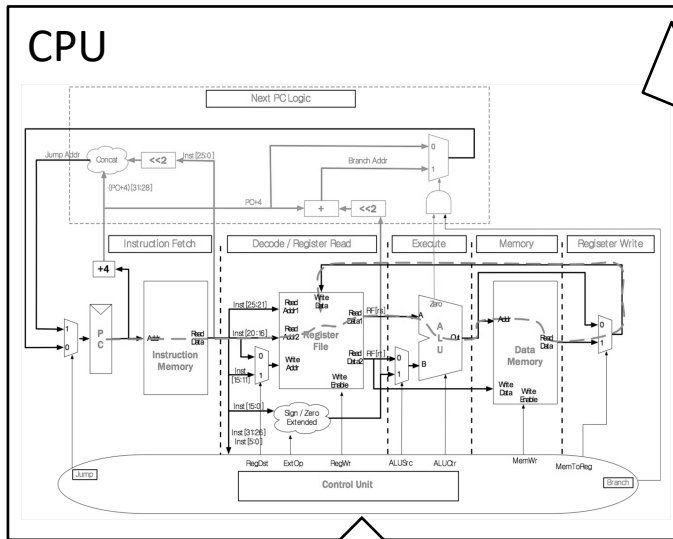 CPU
Next PC Logic
Jump Addr
Concat
<<2
Inst [25:0]
0
1
Branch Addr
(PC+4)[31:28]
PC+4
+
<<2
Instruction Fetch
Decode / Register Read
Execute
Memory
Regiseter Write
+4
1
0
P
C
Addr
Read
Data
Instruction
Memory
Inst [25:21]
Inst [20:16]
Inst
[15:11]
0
1
Inst [15:0]
Inst [31:26]
Inst [5:0]
Read
Addr1
Write
Data
Read
Addr2
Register
File
Write
Addr
Read
Data1
Read
Data2
Write
Enable
Sign / Zero
Extended
RF[rs]
RF[rt]
0
1
A
B
Zero
A
L
U
Out
Addr
Data
Memory
Read
Data
Write
Data
Write
Enable
0
1
Jump
RegDst
ExtOp
RegWr
ALUSrc
ALUCtr
MemWr
MemToReg
Branch
Control Unit